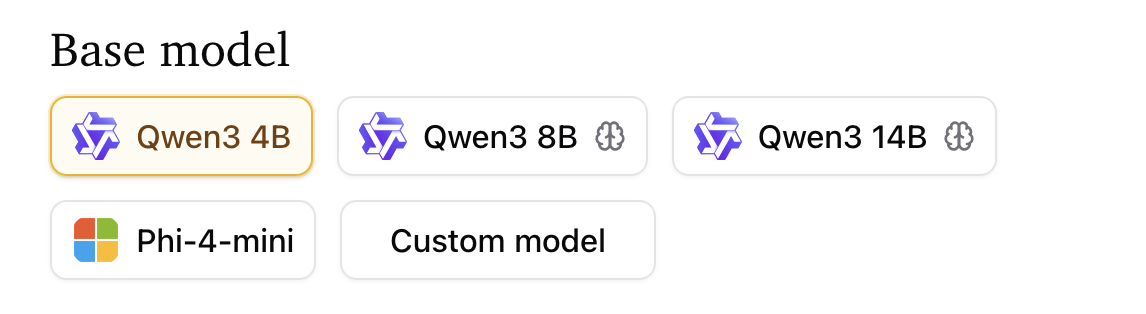 Base model
Qwen3 4B
Qwen3 8B
Qwen3 14B
Phi-4-mini
Custom model